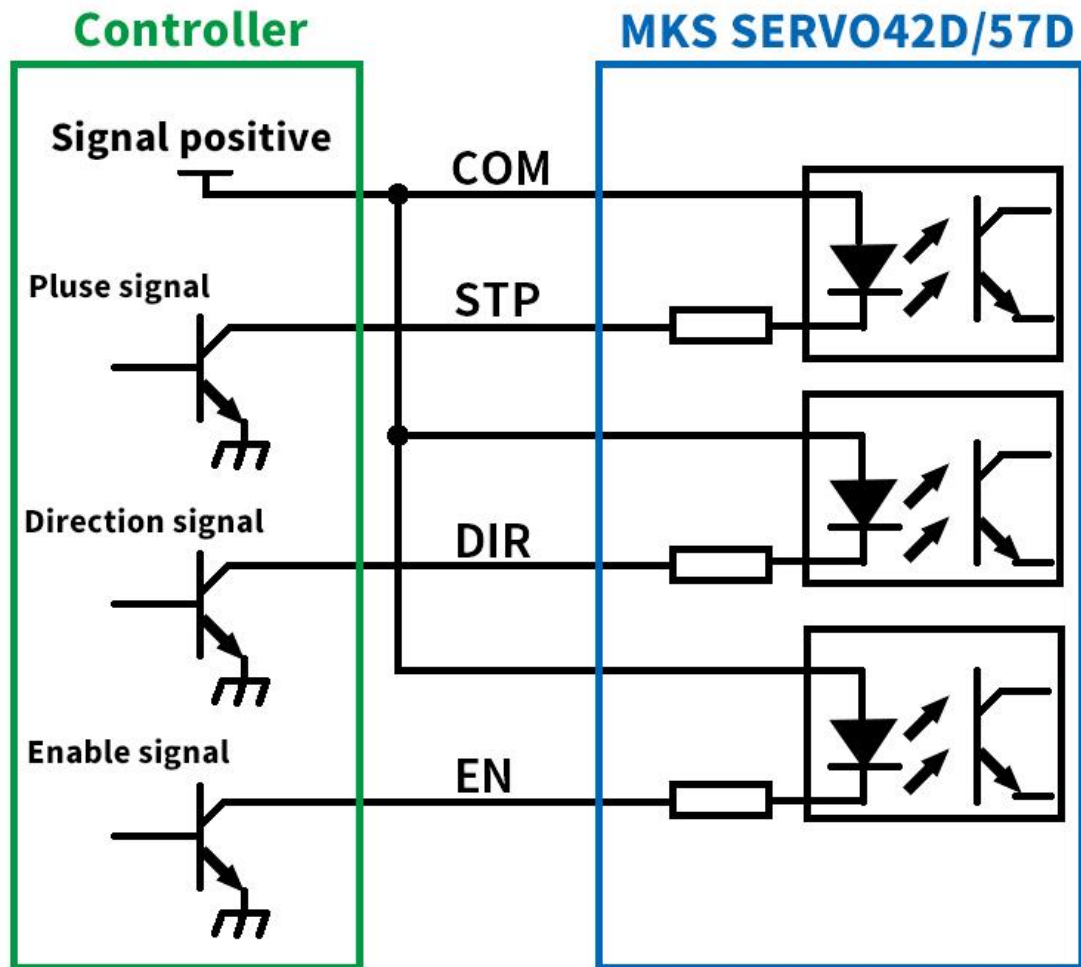 Controller
MKS SERVO42D/57D
Signal positive
COM
Pluse signal
STP
Direction signal
DIR
Enable signal
EN